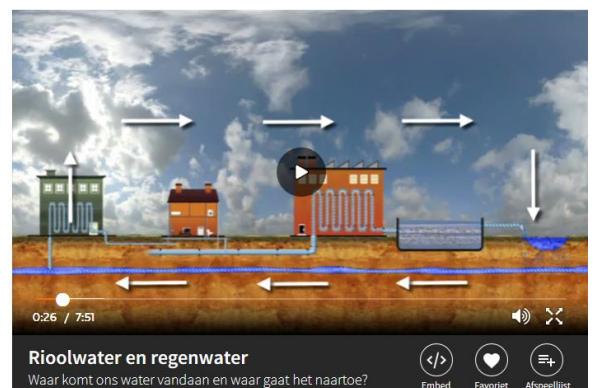 0:26 / 7:51
Rioolwater en regenwater
Waar komt ons water vandaan en waar gaat het naartoe?
</> Embed
Favoriet
Afspeellijst